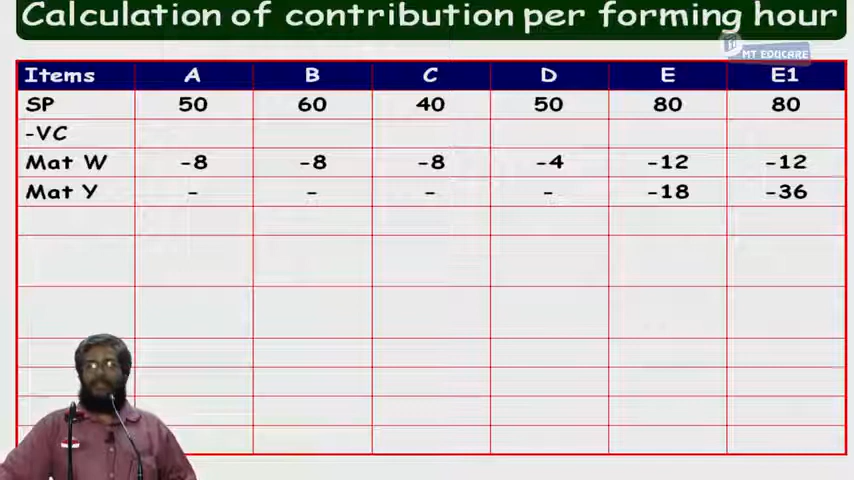 Calculation of contribution per forming hour
MT EDUCARE
Items A B C D E E1
SP 50 60 40 50 80 80
-VC
Mat W -8 -8 -8 -4 -12 -12
Mat Y - - - - -18 -36